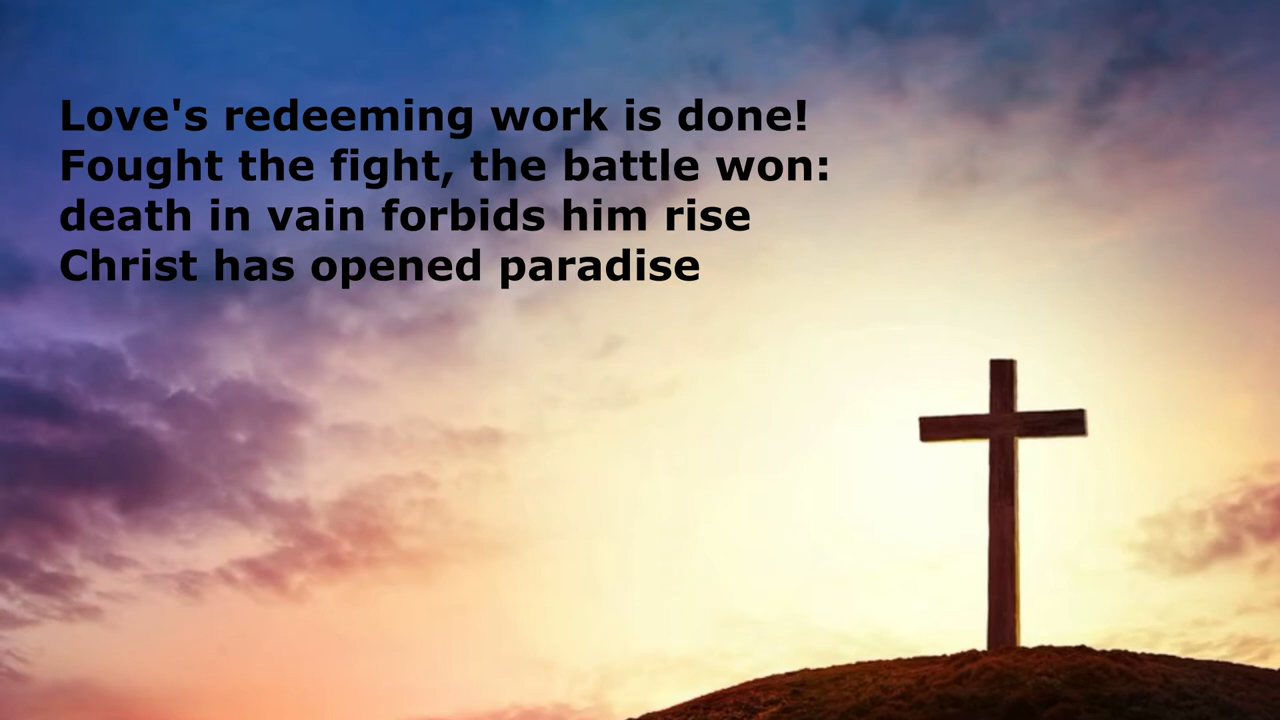 Love's redeeming work is done!
Fought the fight, the battle won:
death in vain forbids him rise
Christ has opened paradise